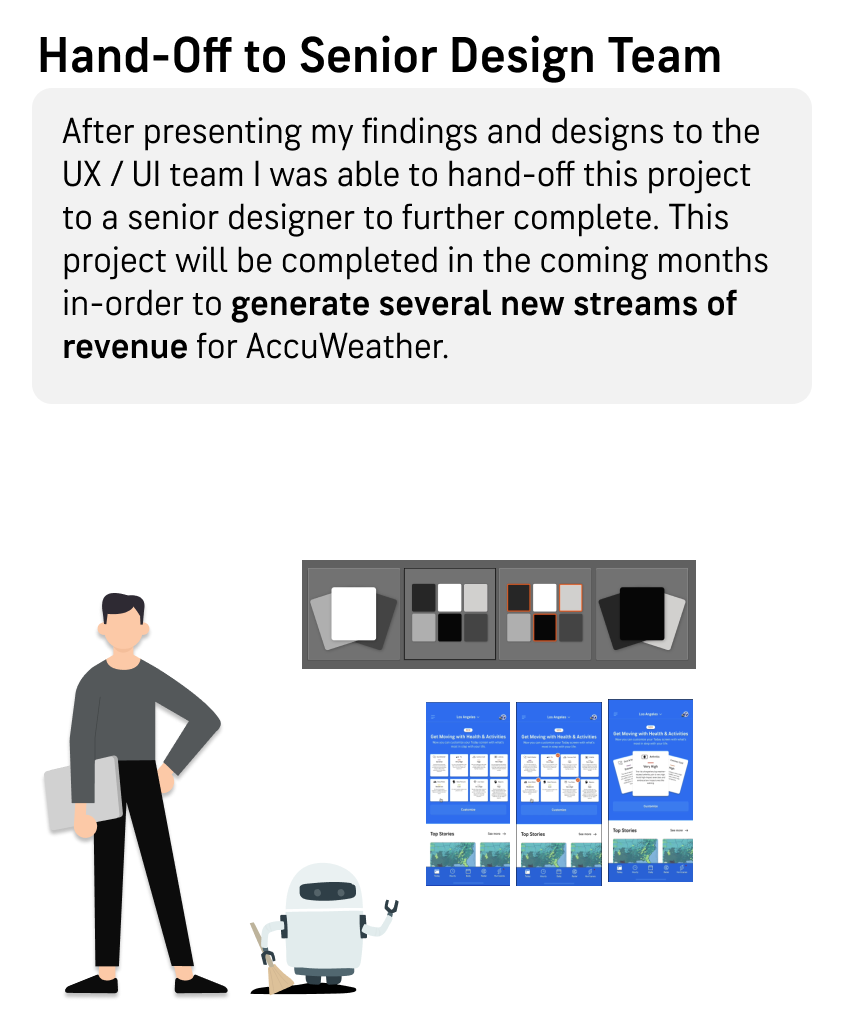 Hand-Off to Senior Design Team
After presenting my findings and designs to the
UX / UI team I was able to hand-off this project
to a senior designer to further complete. This
project will be completed in the coming months
in-order to generate several new streams of
revenue for AccuWeather.
Los Angeles
Los Angeles
Los Angeles
Get Moving with Health & Activities
Get Moving with Health & Activities
Get Moving with Health & Activities
Very High
Customize
Customize
Customize
Top Stories See more →
Top Stories See more →
Top Stories See more →